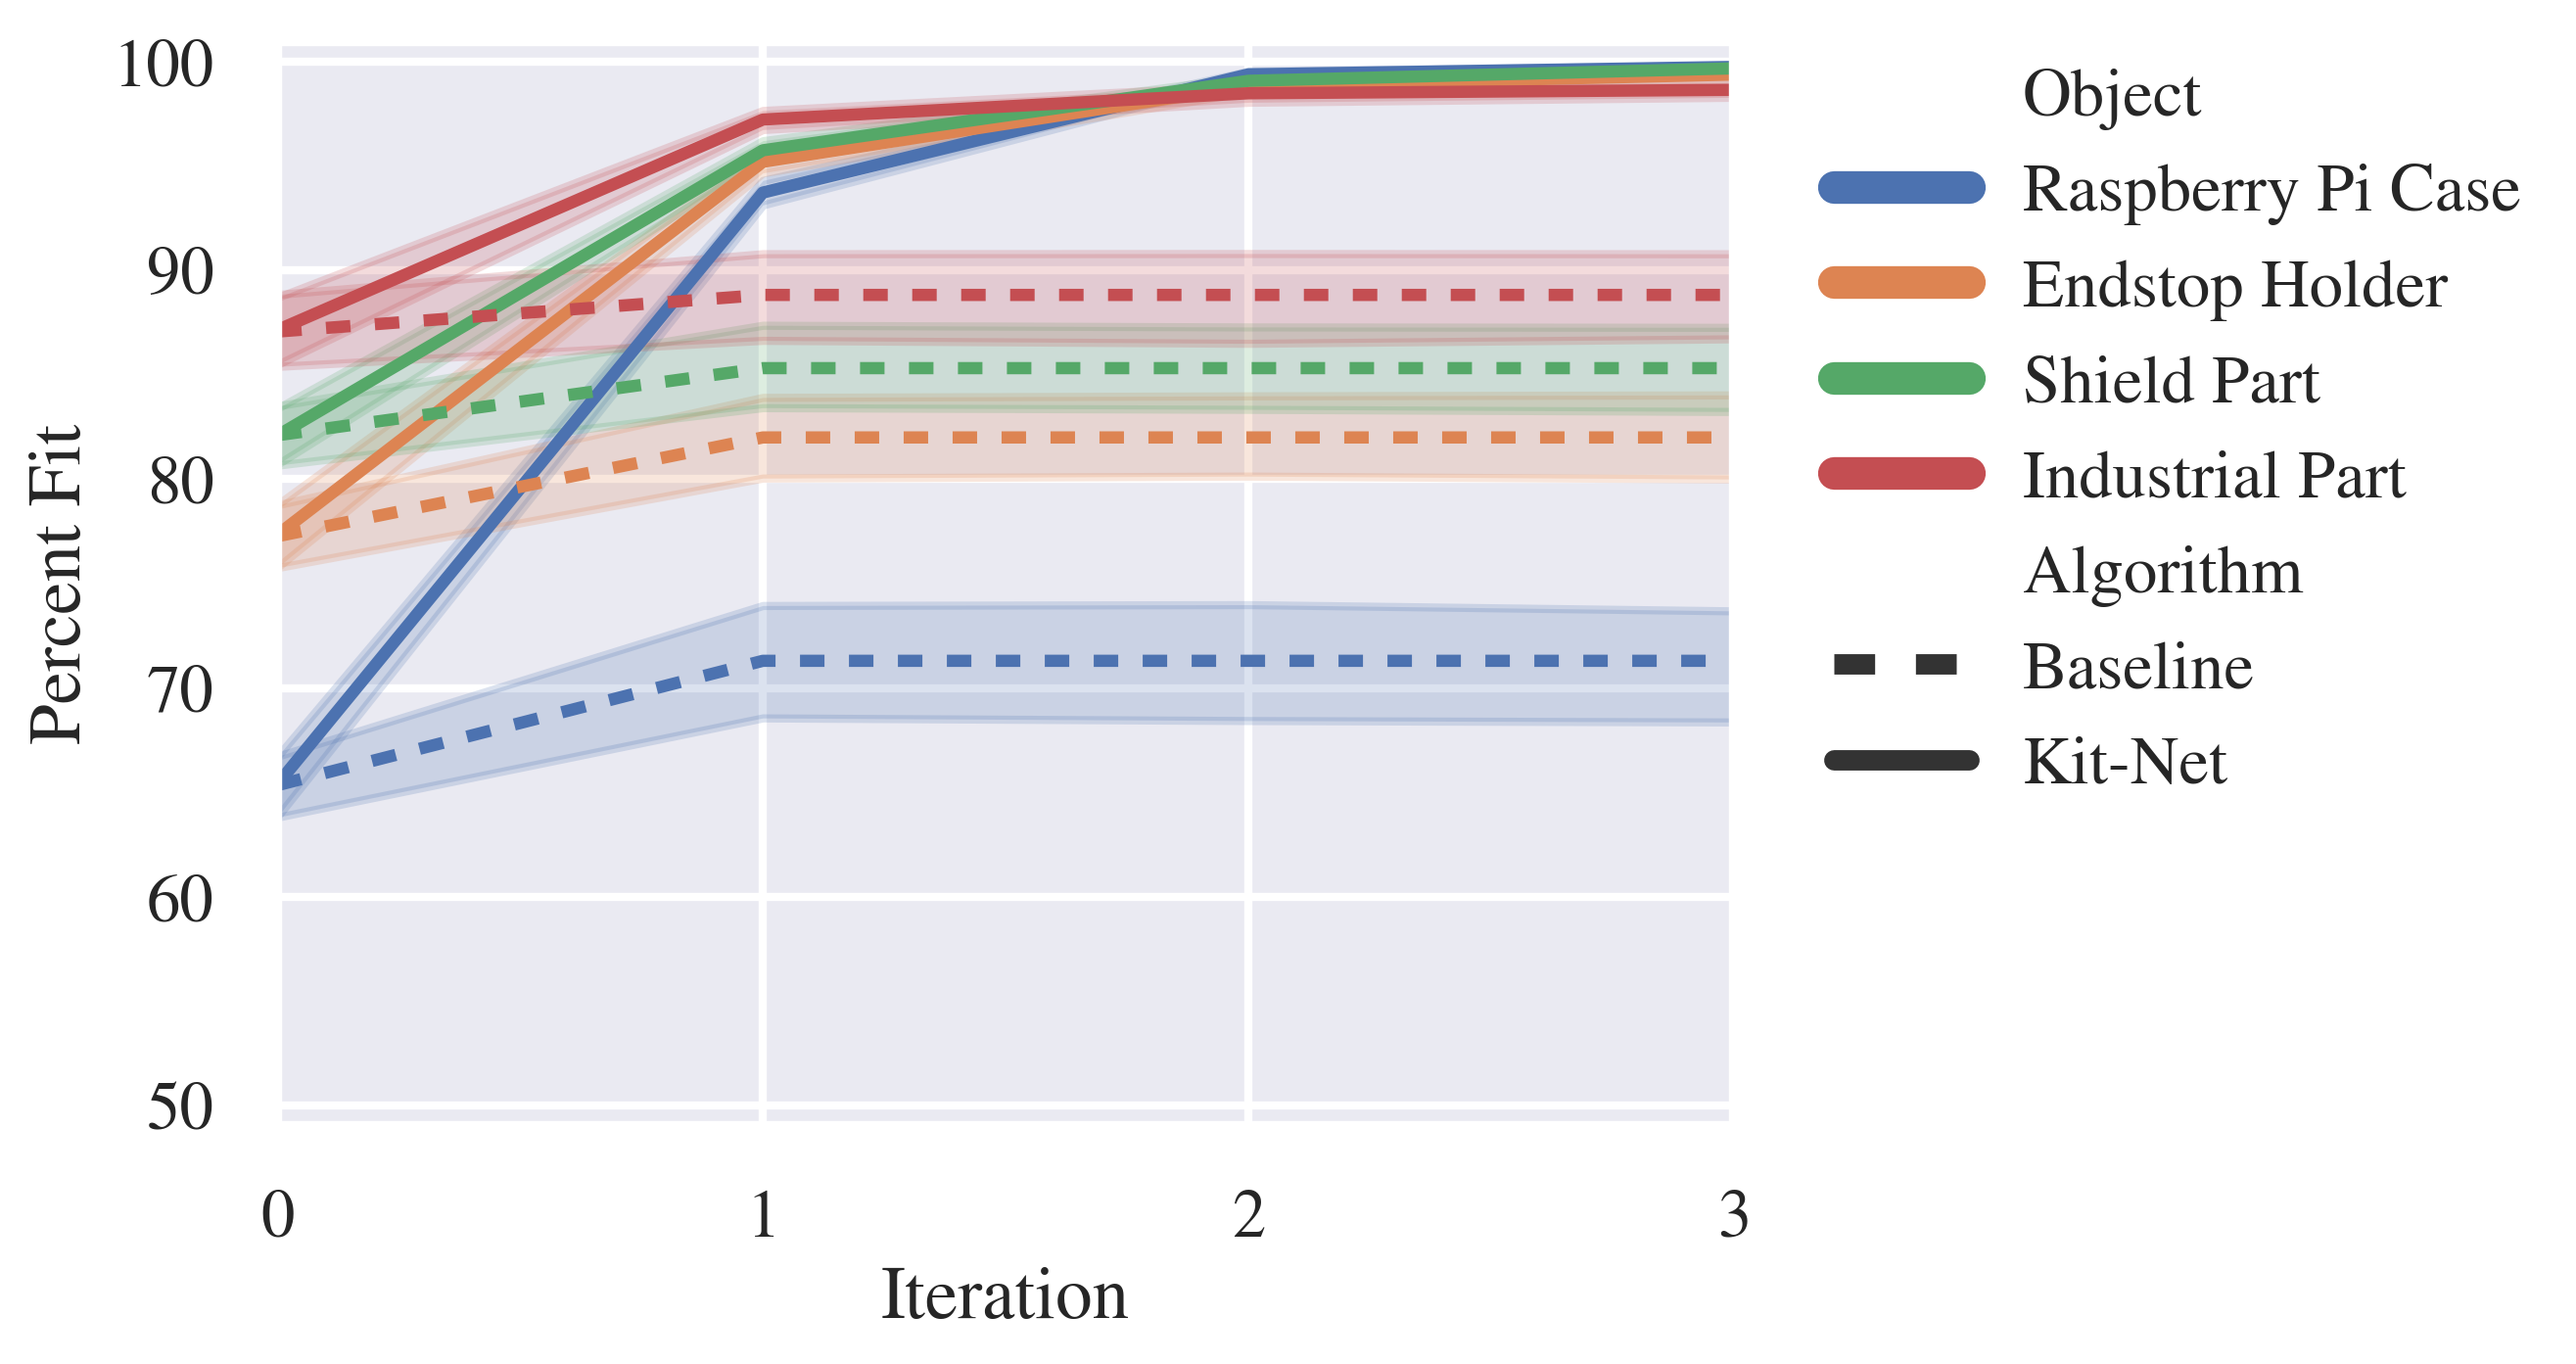 100
90
80
70
60
50
Percent Fit
0 1 2 3
Iteration
Object
Raspberry Pi Case
Endstop Holder
Shield Part
Industrial Part
Algorithm
Baseline
Kit-Net